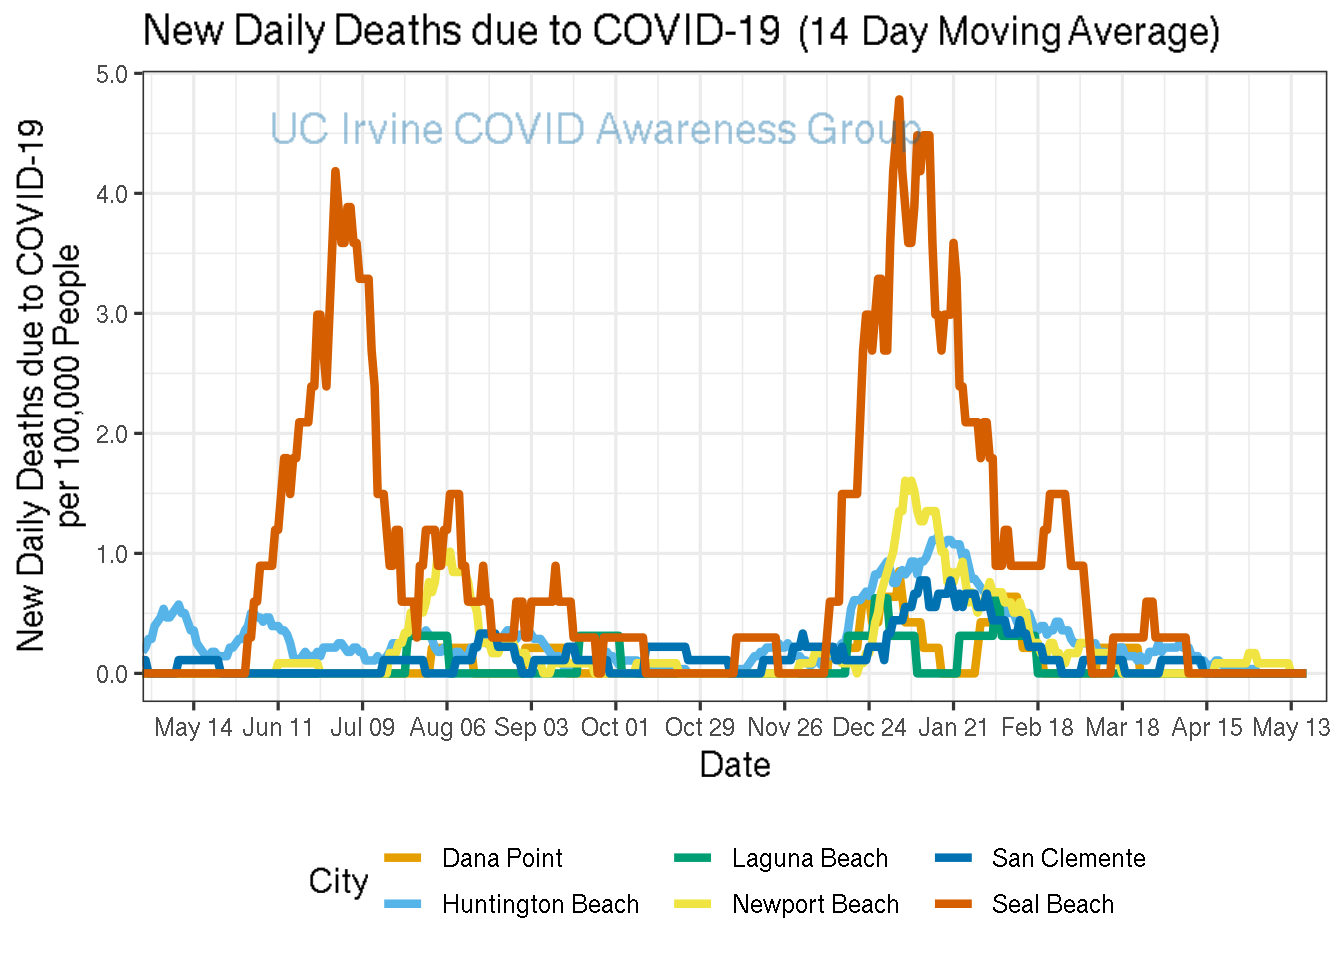 New Daily Deaths due to COVID-19 (14 Day Moving Average)
UC Irvine COVID Awareness Group
New Daily Deaths due to COVID-19
per 100,000 People
5.0
4.0
3.0
2.0
1.0
0.0
May 14 Jun 11 Jul 09 Aug 06 Sep 03 Oct 01 Oct 29 Nov 26 Dec 24 Jan 21 Feb 18 Mar 18 Apr 15 May 13
Date
City
Dana Point Laguna Beach San Clemente
Huntington Beach Newport Beach Seal Beach